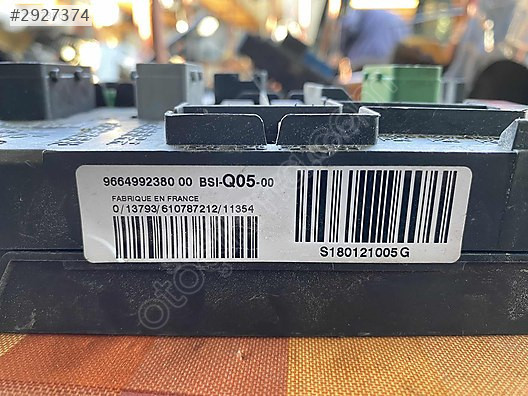 #2927374
9664992380 00 BSI-Q05-00
FABRIQUE EN FRANCE
0/13793/610787212/11354
S180121005G